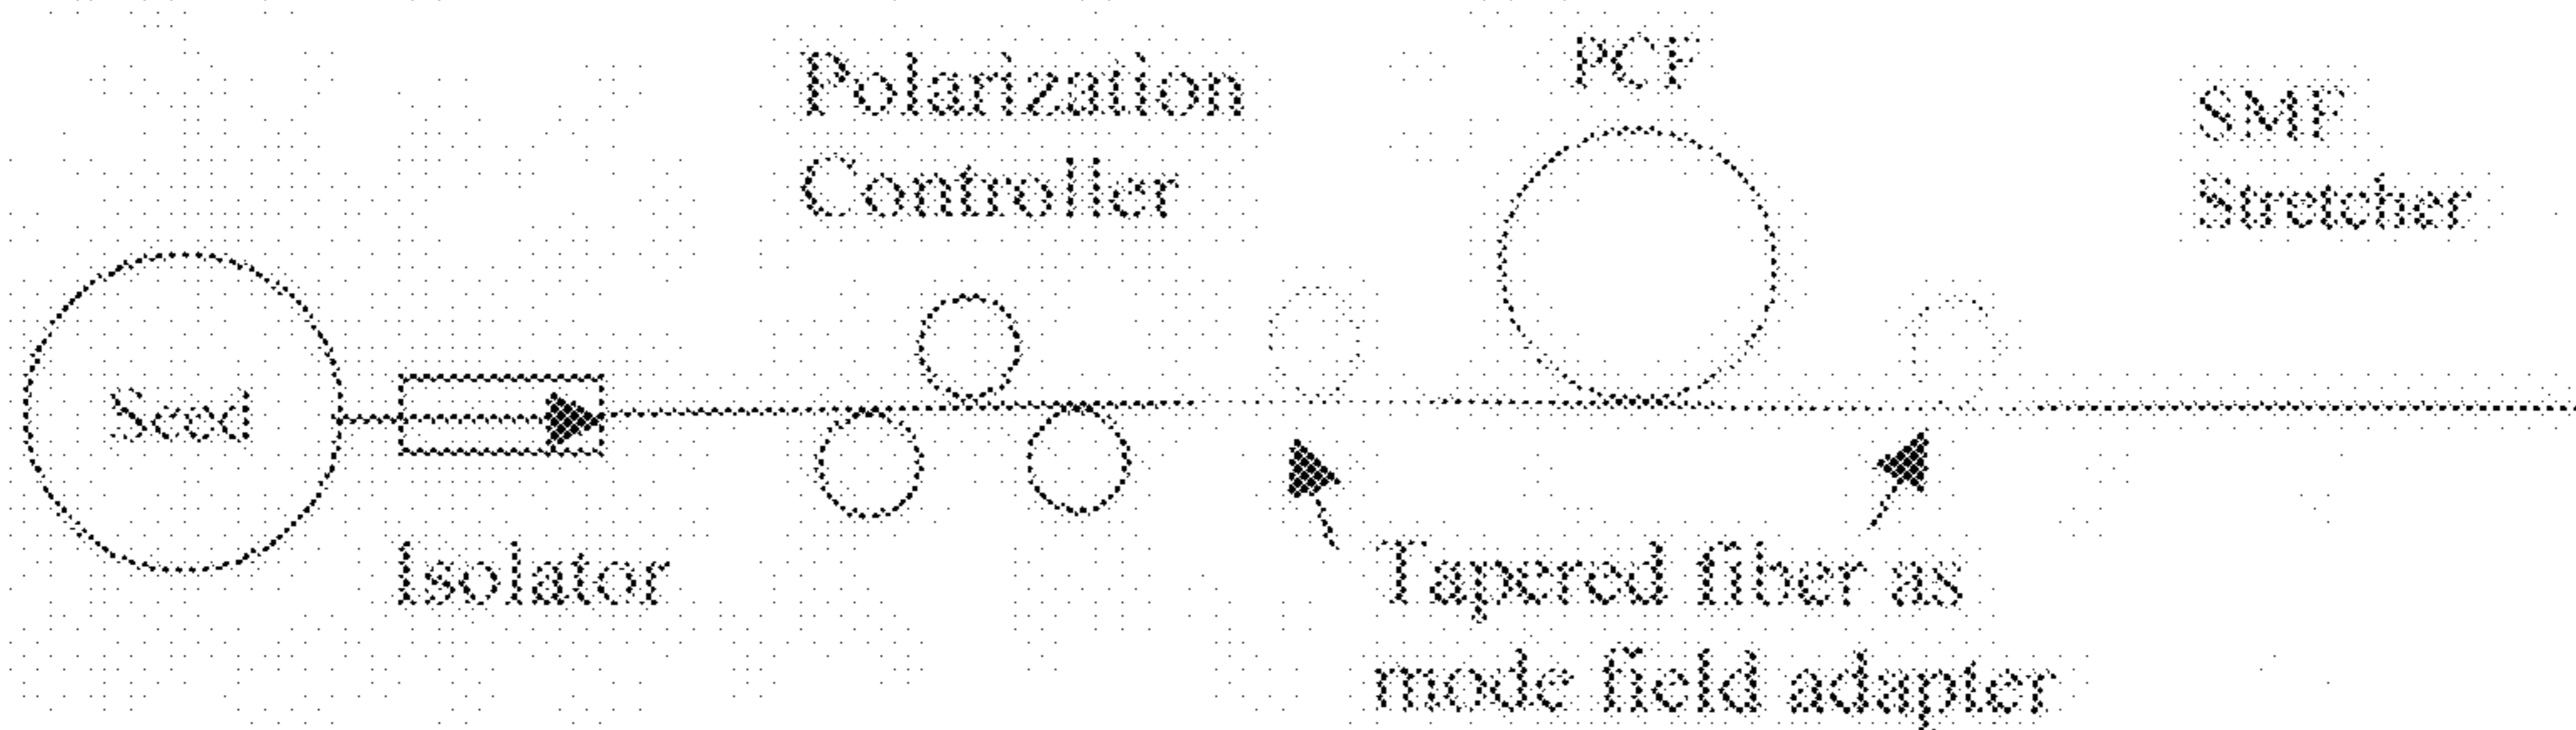 Polarization
Controller
PCF
SMF
Stretcher
Seed
Isolator
Tapered fiber as
mode field adapter